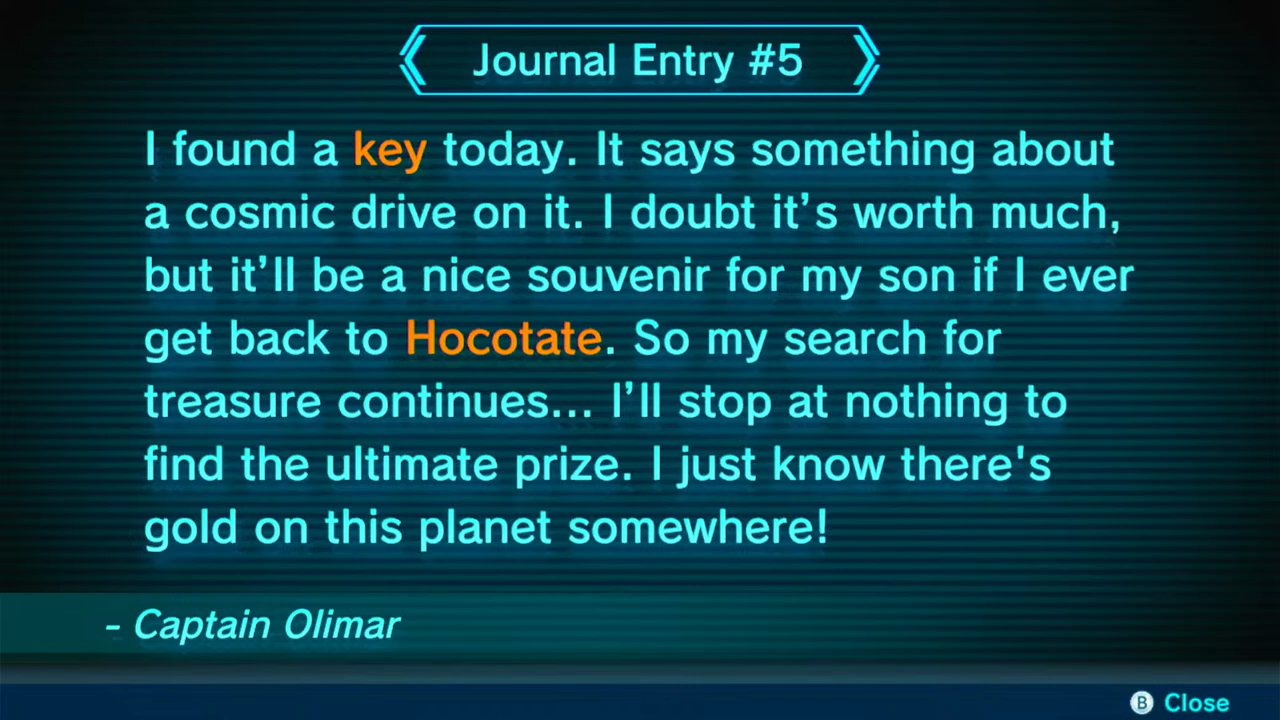 Journal Entry #5
I found a key today. It says something about
a cosmic drive on it. I doubt it’s worth much,
but it’ll be a nice souvenir for my son if I ever
get back to Hocotate. So my search for
treasure continues... I’ll stop at nothing to
find the ultimate prize. I just know there's
gold on this planet somewhere!
– Captain Olimar
B Close